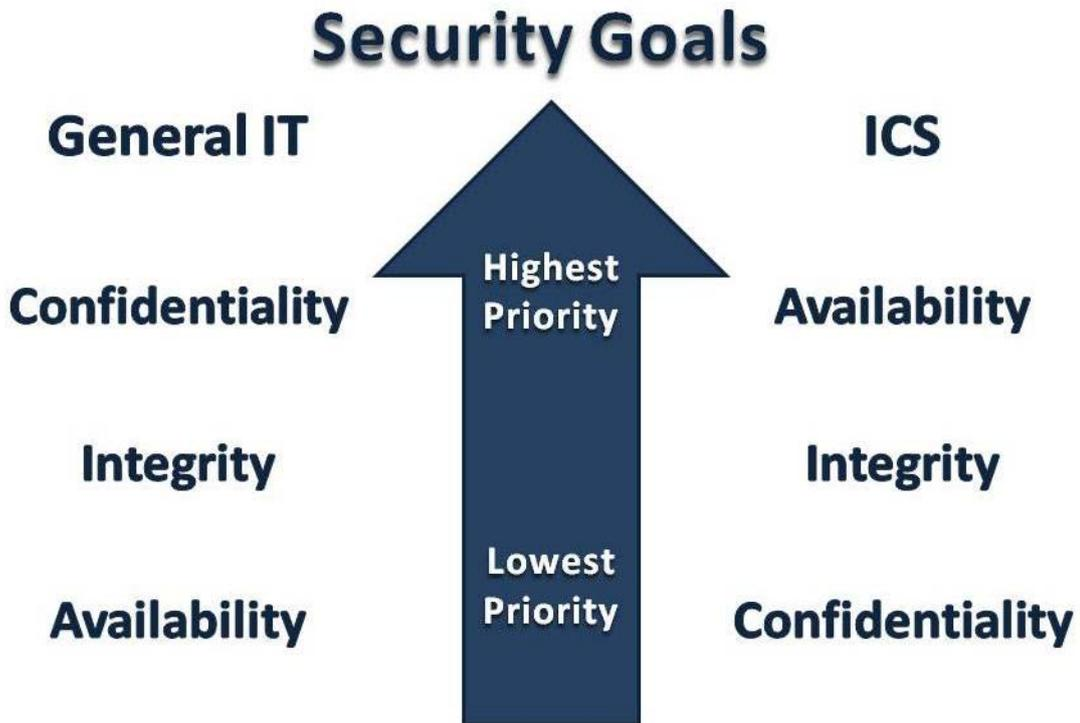 Security Goals
General IT
ICS
Confidentiality
Highest
Priority
Availability
Integrity
Integrity
Availability
Lowest
Priority
Confidentiality